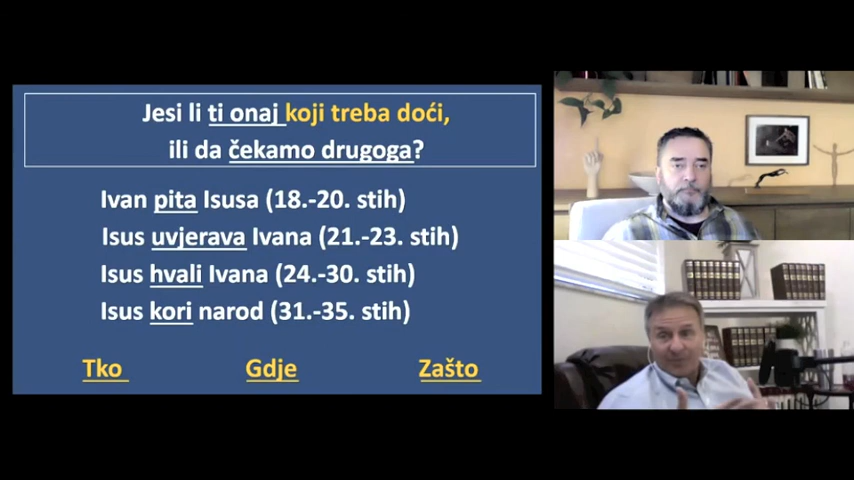 Jesi li ti onaj koji treba doći,
ili da čekamo drugoga?
Ivan pita Isusa (18.-20. stih)
Isus uvjerava Ivana (21.-23. stih)
Isus hvali Ivana (24.-30. stih)
Isus kori narod (31.-35. stih)
Tko Gdje Zašto